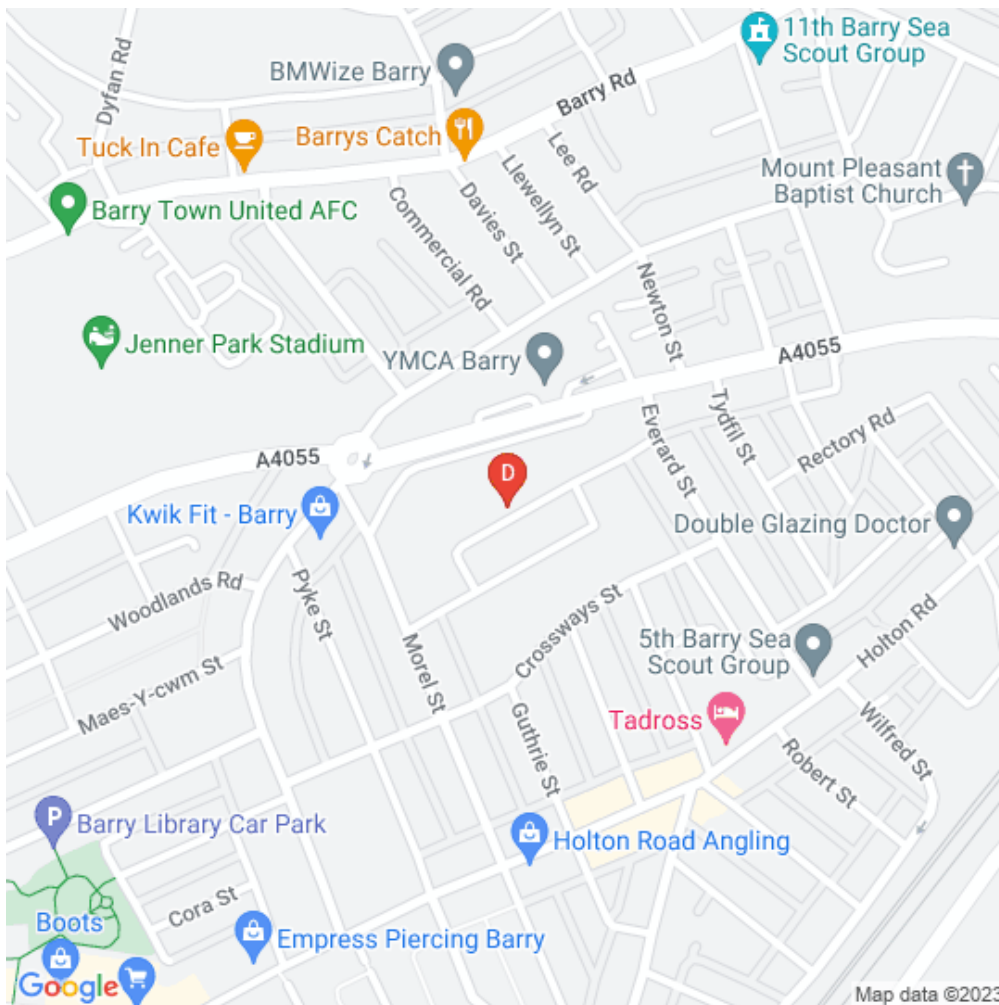 11th Barry Sea
Scout Group
Dyfan Rd
BMWize Barry
Barry Rd
Tuck In Cafe
Barrys Catch
Lee Rd
Llewellyn St
Mount Pleasant
Baptist Church
Barry Town United AFC
Commercial Rd
Davies St
Newton St
Jenner Park Stadium
YMCA Barry
A4055
Everard St
Tydfil St
Rectory Rd
A4055
D
Kwik Fit - Barry
Double Glazing Doctor
Woodlands Rd
Pyke St
Crossways St
Holton Rd
Morel St
5th Barry Sea
Scout Group
Maes-Y-cwm St
Guthrie St
Tadross
Wilfred St
Robert St
P
Barry Library Car Park
Holton Road Angling
Cora St
Boots
Empress Piercing Barry
Google
Map data ©2023